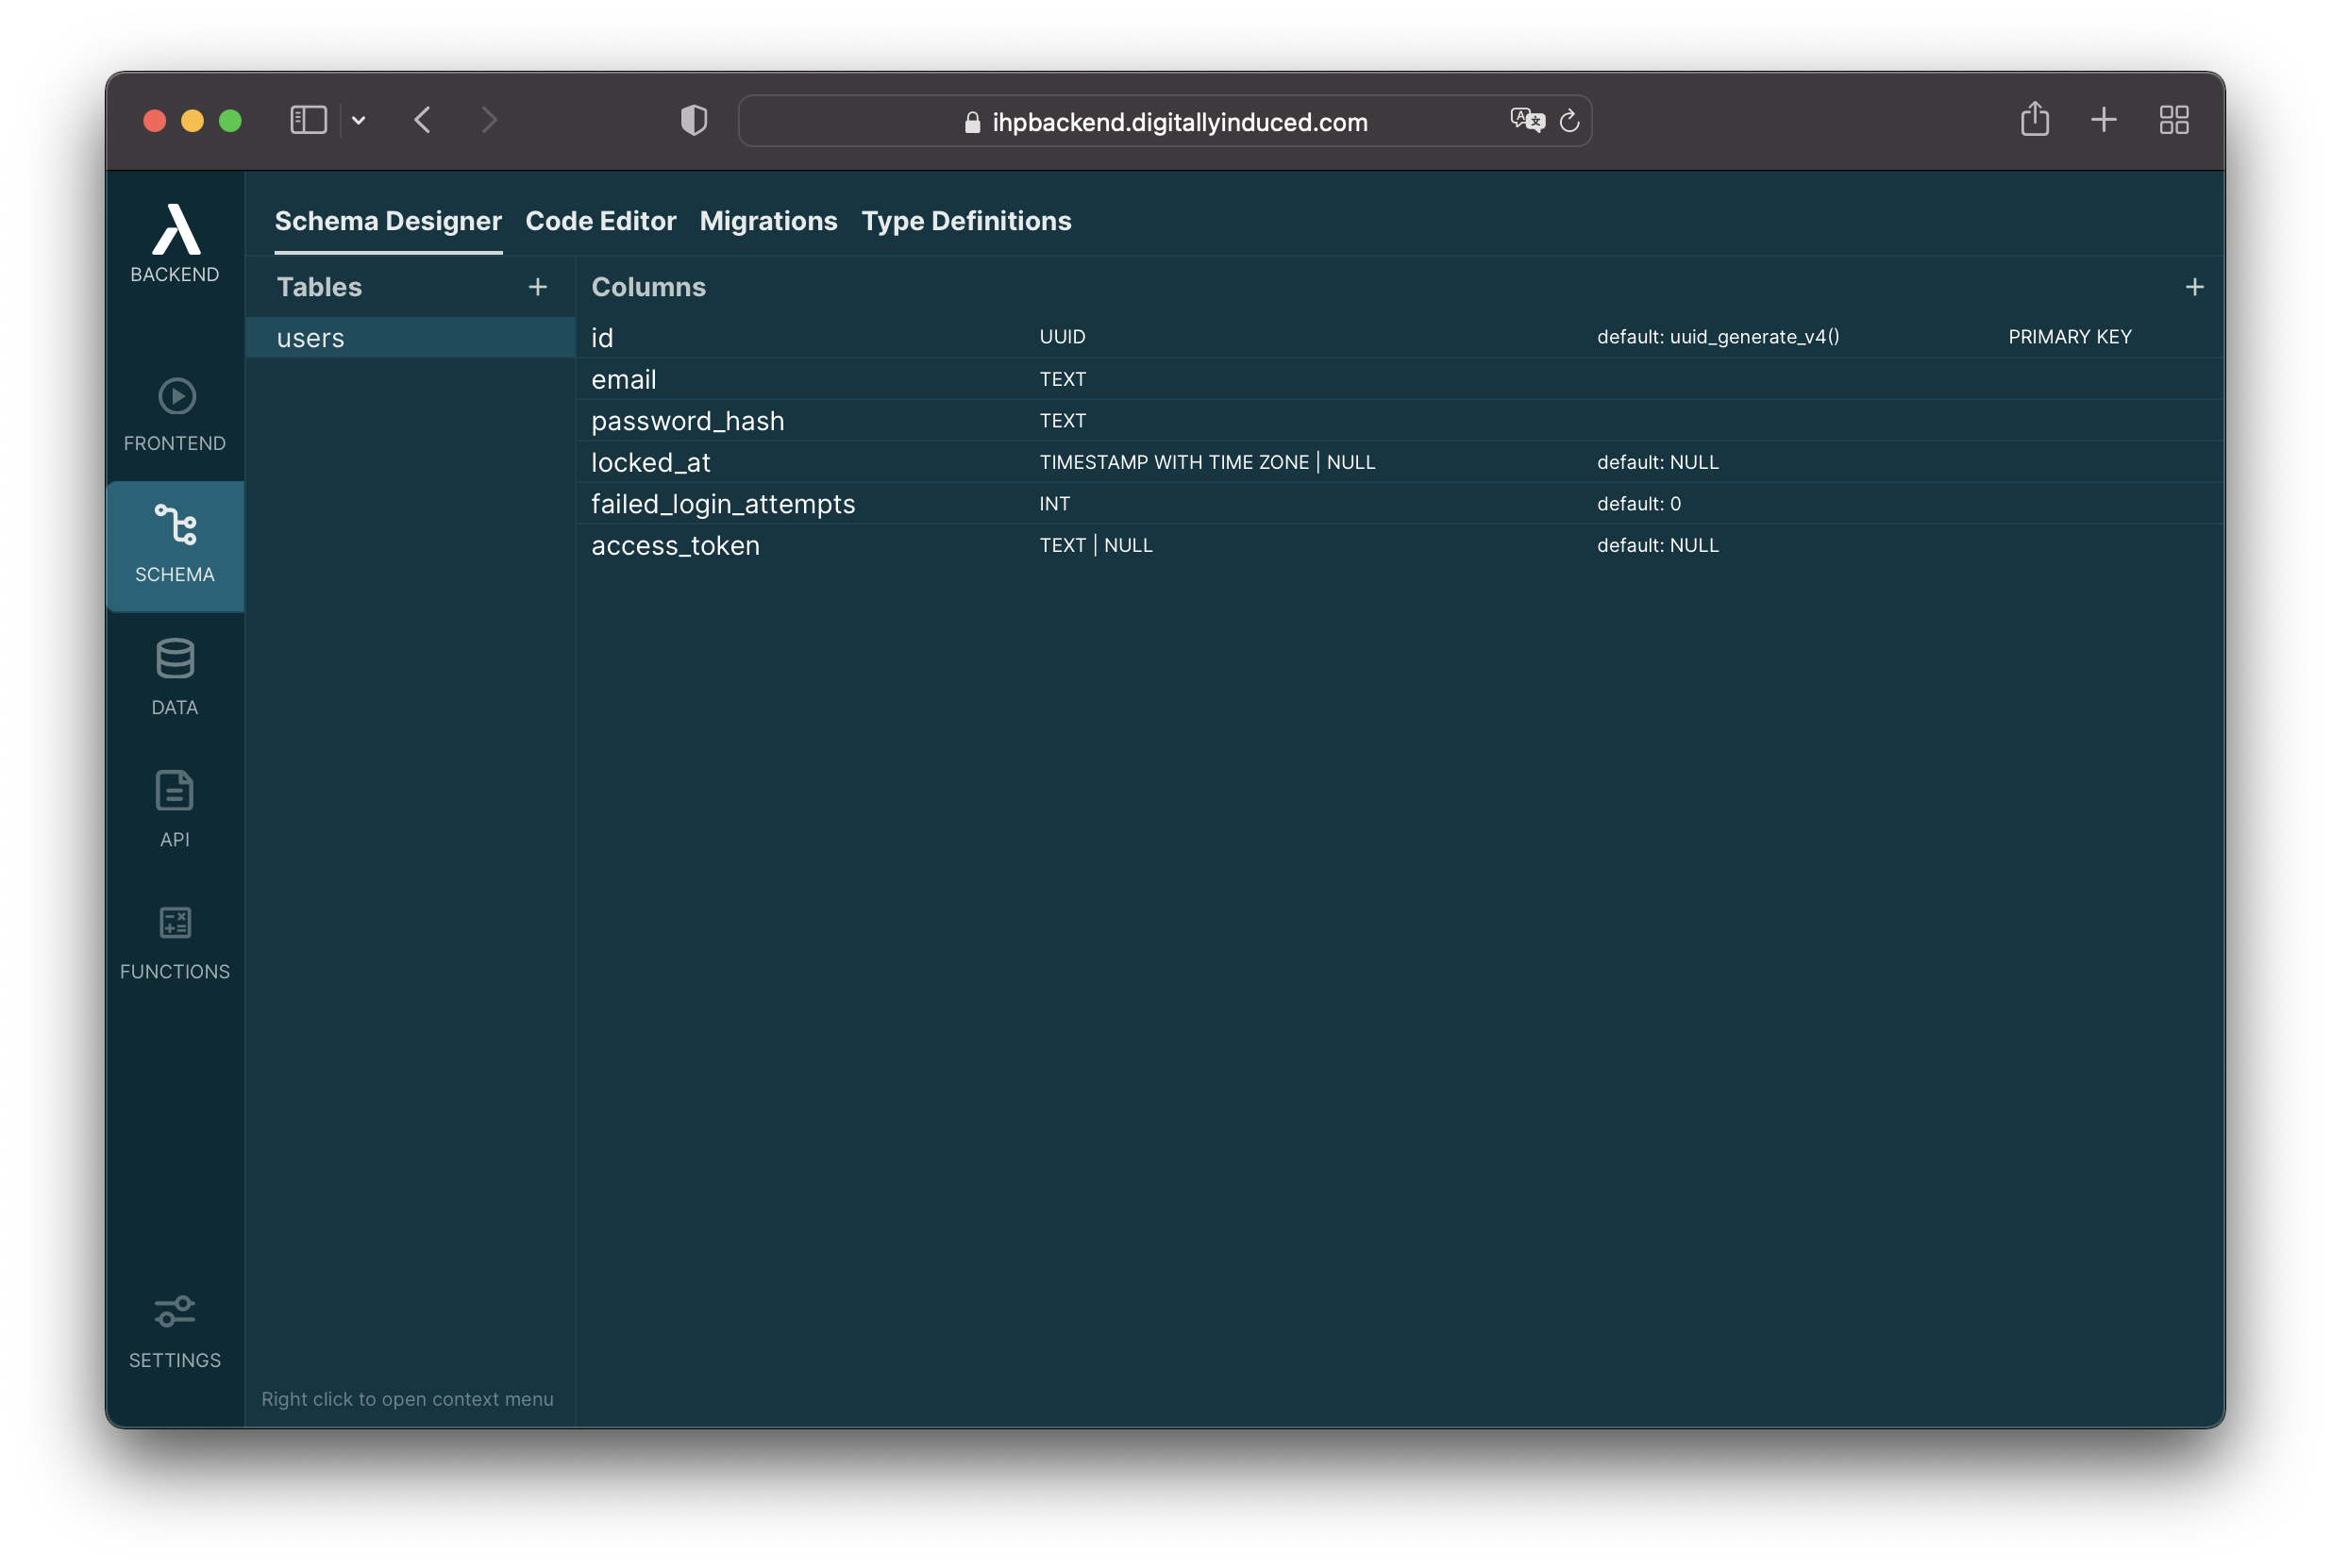 ihpbackend.digitallyinduced.com
BACKEND
FRONTEND
SCHEMA
DATA
API
FUNCTIONS
SETTINGS
Schema Designer Code Editor Migrations Type Definitions
Tables +
users
Right click to open context menu
Columns +
id UUID default: uuid_generate_v4() PRIMARY KEY
email TEXT
password_hash TEXT
locked_at TIMESTAMP WITH TIME ZONE | NULL default: NULL
failed_login_attempts INT default: 0
access_token TEXT | NULL default: NULL